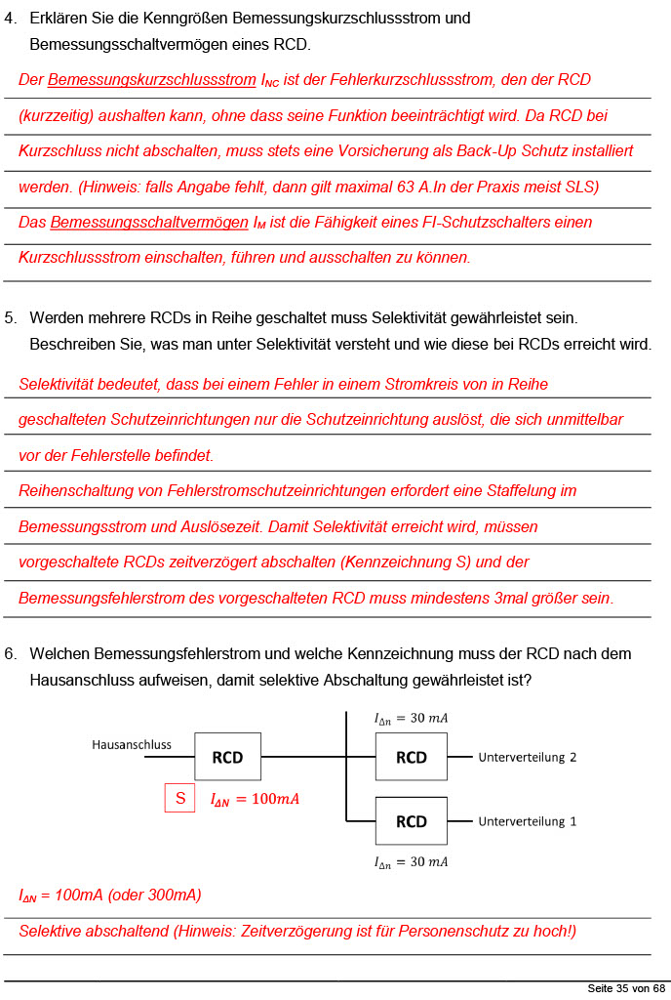 4. Erklären Sie die Kenngrößen Bemessungskurzschlussstrom und
Bemessungsschaltvermögen eines RCD.
Der Bemessungskurzschlussstrom I_NC ist der Fehlerkurzschlussstrom, den der RCD
(kurzzeitig) aushalten kann, ohne dass seine Funktion beeinträchtigt wird. Da RCD bei
Kurzschluss nicht abschalten, muss stets eine Vorsicherung als Back-Up Schutz installiert
werden. (Hinweis: falls Angabe fehlt, dann gilt maximal 63 A.In der Praxis meist SLS)
Das Bemessungsschaltvermögen I_M ist die Fähigkeit eines FI-Schutzschalters einen
Kurzschlussstrom einschalten, führen und ausschalten zu können.
5. Werden mehrere RCDs in Reihe geschaltet muss Selektivität gewährleistet sein.
Beschreiben Sie, was man unter Selektivität versteht und wie diese bei RCDs erreicht wird.
Selektivität bedeutet, dass bei einem Fehler in einem Stromkreis von in Reihe
geschalteten Schutzeinrichtungen nur die Schutzeinrichtung auslöst, die sich unmittelbar
vor der Fehlerstelle befindet.
Reihenschaltung von Fehlerstromschutzeinrichtungen erfordert eine Staffelung im
Bemessungsstrom und Auslösezeit. Damit Selektivität erreicht wird, müssen
vorgeschaltete RCDs zeitverzögert abschalten (Kennzeichnung S) und der
Bemessungsfehlerstrom des vorgeschalteten RCD muss mindestens 3mal größer sein.
6. Welchen Bemessungsfehlerstrom und welche Kennzeichnung muss der RCD nach dem
Hausanschluss aufweisen, damit selektive Abschaltung gewährleistet ist?
I_Δn = 30 mA
Hausanschluss
RCD
RCD
Unterverteilung 2
S
I_ΔN = 100mA
RCD
Unterverteilung 1
I_Δn = 30 mA
I_ΔN = 100mA (oder 300mA)
Selektive abschaltend (Hinweis: Zeitverzögerung ist für Personenschutz zu hoch!)
Seite 35 von 68